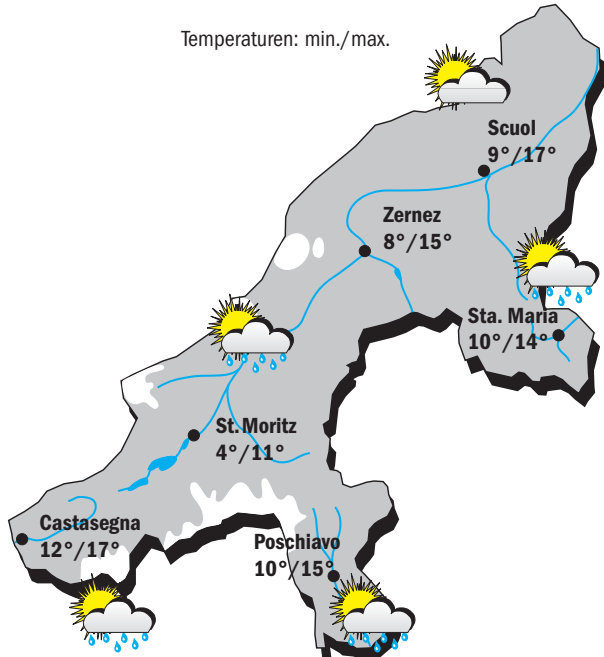 Temperaturen: min./max.
Scuol
9°/17°
Zernez
8°/15°
Sta. Maria
10°/14°
St. Moritz
4°/11°
Castasegna
12°/17°
Poschiavo
10°/15°